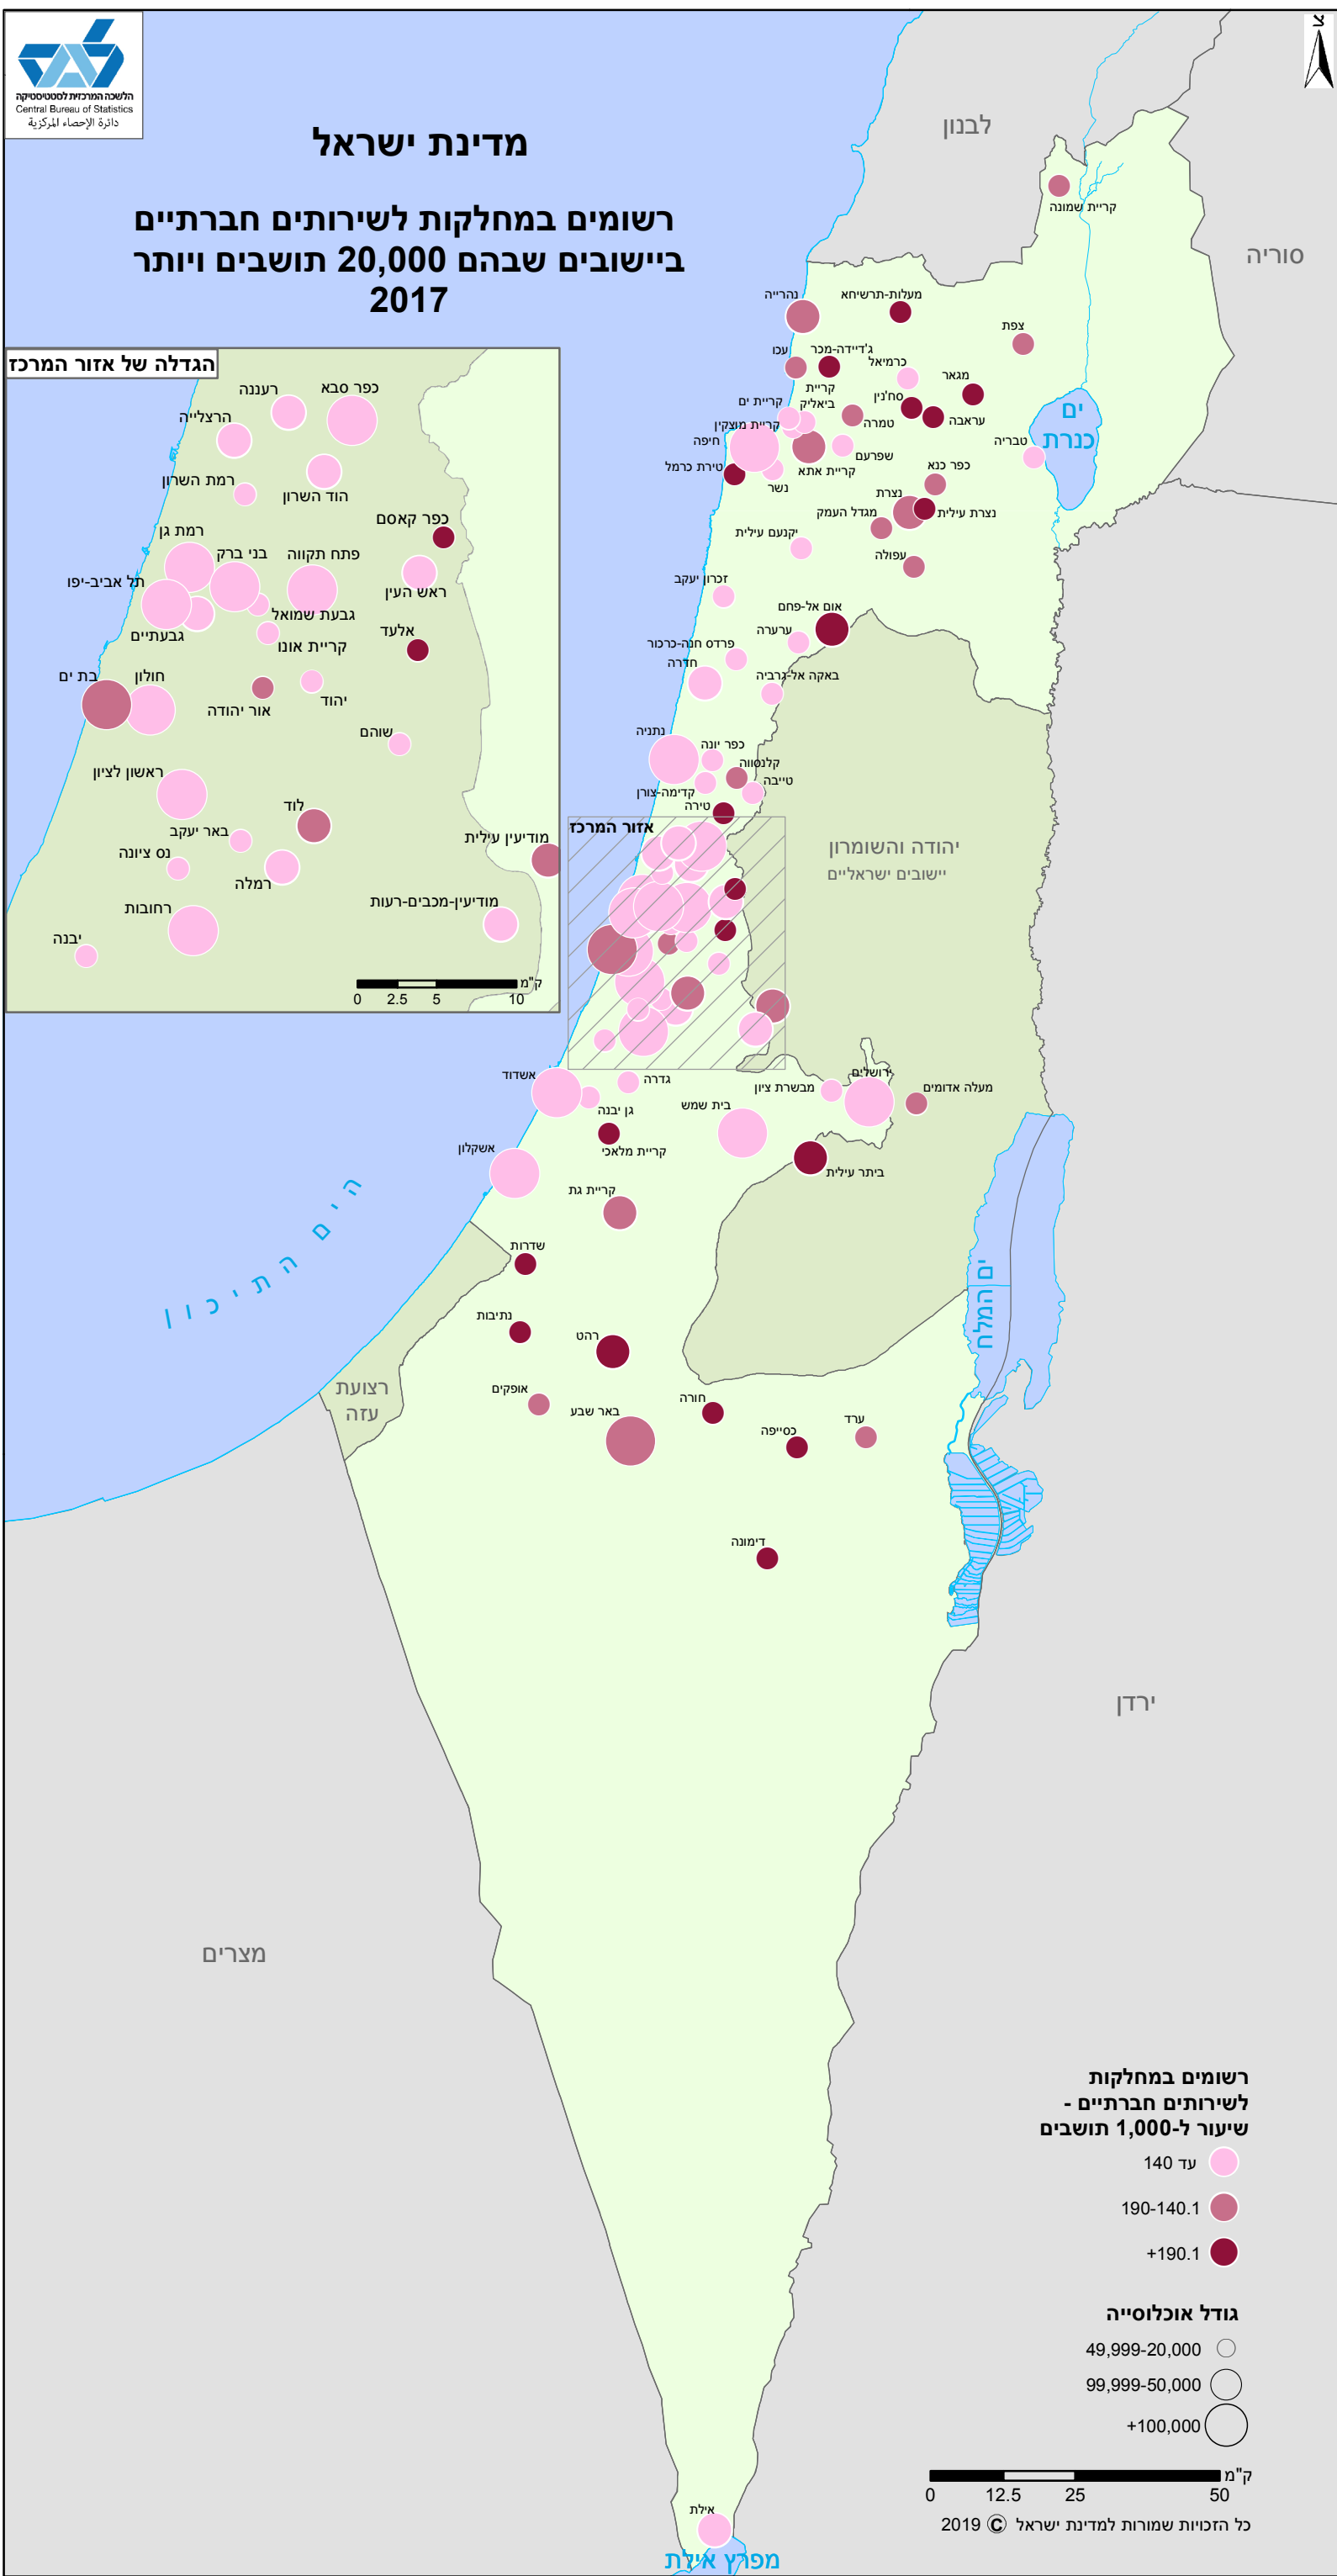 הלשכה המרכזית לסטטיסטיקה
Central Bureau of Statistics
دائرة الإحصاء المركزية
צ
מדינת ישראל
רשומים במחלקות לשירותים חברתיים
ביישובים שבהם 20,000 תושבים ויותר
2017
לבנון
סוריה
קריית שמונה
נהרייה
מעלות-תרשיחא
צפת
עכו
ג'דיידה-מכר
כרמיאל
מגאר
קריית ים
קריית
ביאליק
סח'נין
קריית מוצקין
טמרה
עראבה
ים
כנרת
טבריה
חיפה
שפרעם
טירת כרמל
קריית אתא
כפר כנא
נשר
נצרת
מגדל העמק
נצרת עילית
יקנעם עילית
עפולה
זכרון יעקב
אום אל-פחם
ערערה
פרדס חנה-כרכור
חדרה
באקה אל-גרביה
נתניה
כפר יונה
קלנסווה
טייבה
קדימה-צורן
טירה
אזור המרכז
יהודה והשומרון
יישובים ישראליים
הגדלה של אזור המרכז
רעננה
כפר סבא
הרצלייה
רמת השרון
הוד השרון
כפר קאסם
רמת גן
בני ברק
פתח תקווה
תל אביב-יפו
ראש העין
גבעת שמואל
גבעתיים
קריית אונו
אלעד
בת ים
חולון
אור יהודה
יהוד
שוהם
ראשון לציון
לוד
באר יעקב
מודיעין עילית
נס ציונה
רמלה
מודיעין-מכבים-רעות
רחובות
יבנה
ק"מ
0 2.5 5 10
אשדוד
גדרה
מבשרת ציון
ירושלים
מעלה אדומים
גן יבנה
בית שמש
קריית מלאכי
אשקלון
ביתר עילית
קריית גת
הים התיכון
שדרות
ים המלח
נתיבות
רהט
רצועת
עזה
אופקים
באר שבע
חורה
כסייפה
ערד
דימונה
ירדן
מצרים
רשומים במחלקות
לשירותים חברתיים -
שיעור ל-1,000 תושבים
עד 140
190-140.1
+190.1
גודל אוכלוסייה
49,999-20,000
99,999-50,000
+100,000
ק"מ
0 12.5 25 50
כל הזכויות שמורות למדינת ישראל © 2019
אילת
מפרץ אילת